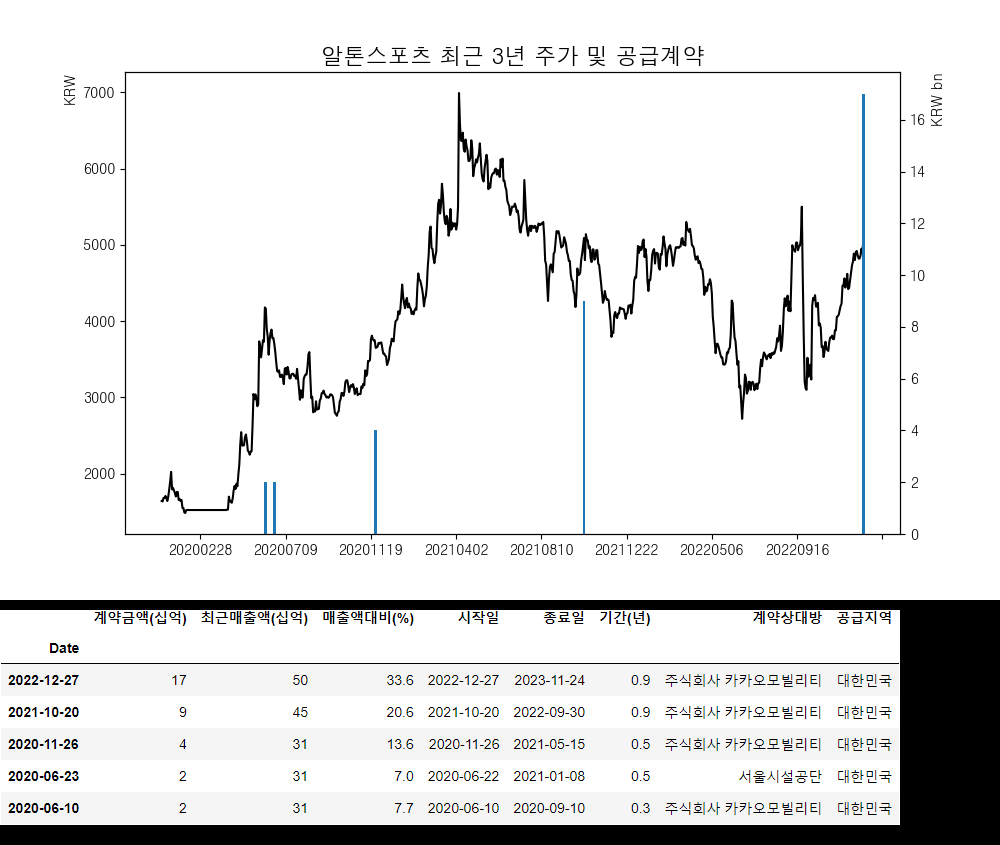 알톤스포츠 최근 3년 주가 및 공급계약
KRW
KRW bn
7000
6000
5000
4000
3000
2000
16
14
12
10
8
6
4
2
0
20200228 20200709 20201119 20210402 20210810 20211222 20220506 20220916
계약금액(십억) 최근매출액(십억) 매출액대비(%) 시작일 종료일 기간(년) 계약상대방 공급지역
Date
2022-12-27 17 50 33.6 2022-12-27 2023-11-24 0.9 주식회사 카카오모빌리티 대한민국
2021-10-20 9 45 20.6 2021-10-20 2022-09-30 0.9 주식회사 카카오모빌리티 대한민국
2020-11-26 4 31 13.6 2020-11-26 2021-05-15 0.5 주식회사 카카오모빌리티 대한민국
2020-06-23 2 31 7.0 2020-06-22 2021-01-08 0.5 서울시설공단 대한민국
2020-06-10 2 31 7.7 2020-06-10 2020-09-10 0.3 주식회사 카카오모빌리티 대한민국